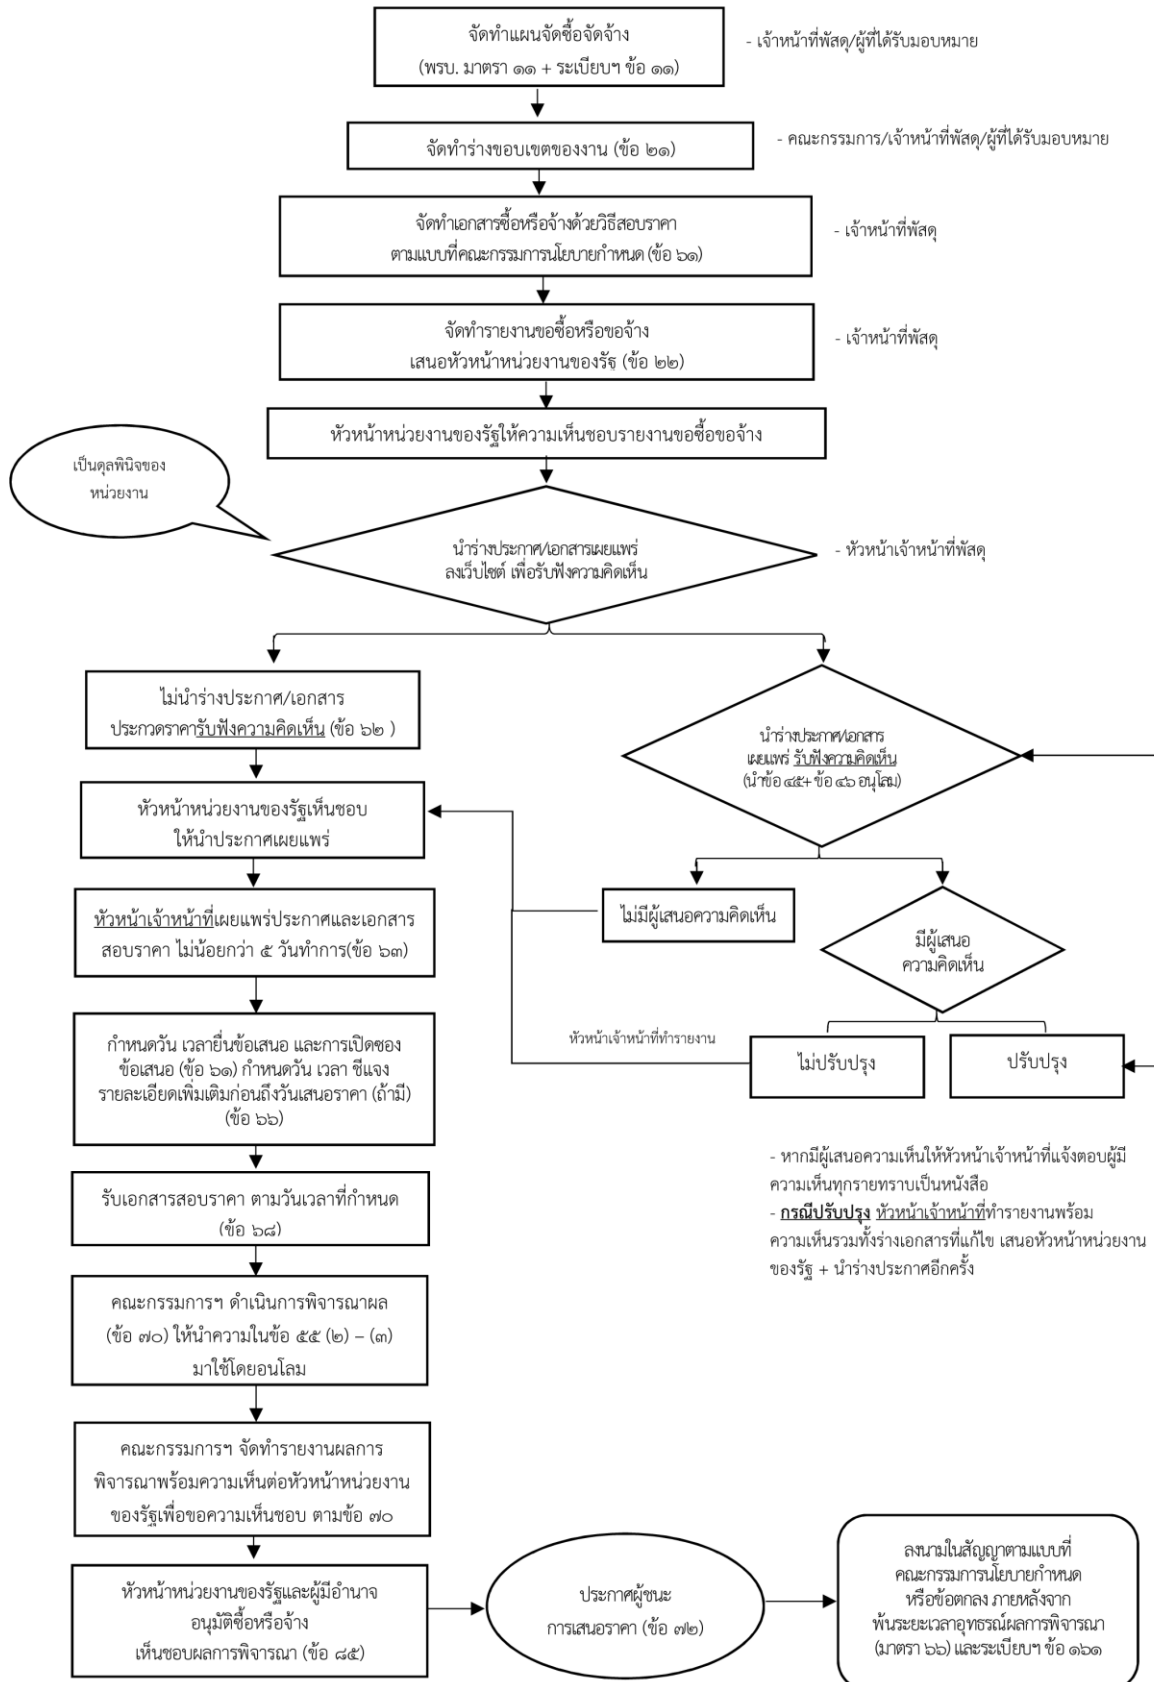 จัดทำแผนจัดซื้อจัดจ้าง
(พรบ. มาตรา ๑๑ + ระเบียบฯ ข้อ ๑๑)
- เจ้าหน้าที่พัสดุ/ผู้ที่ได้รับมอบหมาย
จัดทำร่างขอบเขตของงาน (ข้อ ๒๑)
- คณะกรรมการ/เจ้าหน้าที่พัสดุ/ผู้ที่ได้รับมอบหมาย
จัดทำเอกสารซื้อหรือจ้างด้วยวิธีสอบราคา
ตามแบบที่คณะกรรมการนโยบายกำหนด (ข้อ ๖๑)
- เจ้าหน้าที่พัสดุ
จัดทำรายงานขอซื้อหรือขอจ้าง
เสนอหัวหน้าหน่วยงานของรัฐ (ข้อ ๒๒)
- เจ้าหน้าที่พัสดุ
หัวหน้าหน่วยงานของรัฐให้ความเห็นชอบรายงานขอซื้อขอจ้าง
เป็นดุลพินิจของ
หน่วยงาน
นำร่างประกาศ/เอกสารเผยแพร่
ลงเว็บไซต์ เพื่อรับฟังความคิดเห็น
- หัวหน้าเจ้าหน้าที่พัสดุ
ไม่นำร่างประกาศ/เอกสาร
ประกวดราคารับฟังความคิดเห็น (ข้อ ๖๒ )
นำร่างประกาศ/เอกสาร
เผยแพร่ รับฟังความคิดเห็น
(นำข้อ ๔๕+ ข้อ ๔๖ อนุโลม)
หัวหน้าหน่วยงานของรัฐเห็นชอบ
ให้นำประกาศเผยแพร่
หัวหน้าเจ้าหน้าที่เผยแพร่ประกาศและเอกสาร
สอบราคา ไม่น้อยกว่า ๕ วันทำการ(ข้อ ๖๓)
ไม่มีผู้เสนอความคิดเห็น
มีผู้เสนอ
ความคิดเห็น
กำหนดวัน เวลายื่นข้อเสนอ และการเปิดซอง
ข้อเสนอ (ข้อ ๖๑) กำหนดวัน เวลา ชี้แจง
รายละเอียดเพิ่มเติมก่อนถึงวันเสนอราคา (ถ้ามี)
(ข้อ ๖๖)
หัวหน้าเจ้าหน้าที่ทำรายงาน
ไม่ปรับปรุง
ปรับปรุง
- หากมีผู้เสนอความเห็นให้หัวหน้าเจ้าหน้าที่แจ้งตอบผู้มี
ความเห็นทุกรายทราบเป็นหนังสือ
- กรณีปรับปรุง หัวหน้าเจ้าหน้าที่ทำรายงานพร้อม
ความเห็นรวมทั้งร่างเอกสารที่แก้ไข เสนอหัวหน้าหน่วยงาน
ของรัฐ + นำร่างประกาศอีกครั้ง
รับเอกสารสอบราคา ตามวันเวลาที่กำหนด
(ข้อ ๖๘)
คณะกรรมการฯ ดำเนินการพิจารณาผล
(ข้อ ๗๐) ให้นำความในข้อ ๕๕ (๒) – (๓)
มาใช้โดยอนโลม
คณะกรรมการฯ จัดทำรายงานผลการ
พิจารณาพร้อมความเห็นต่อหัวหน้าหน่วยงาน
ของรัฐเพื่อขอความเห็นชอบ ตามข้อ ๗๐
หัวหน้าหน่วยงานของรัฐและผู้มีอำนาจ
อนุมัติซื้อหรือจ้าง
เห็นชอบผลการพิจารณา (ข้อ ๘๕)
ประกาศผู้ชนะ
การเสนอราคา (ข้อ ๗๒)
ลงนามในสัญญาตามแบบที่
คณะกรรมการนโยบายกำหนด
หรือข้อตกลง ภายหลังจาก
พ้นระยะเวลาอุทธรณ์ผลการพิจารณา
(มาตรา ๖๖) และระเบียบฯ ข้อ ๑๖๑